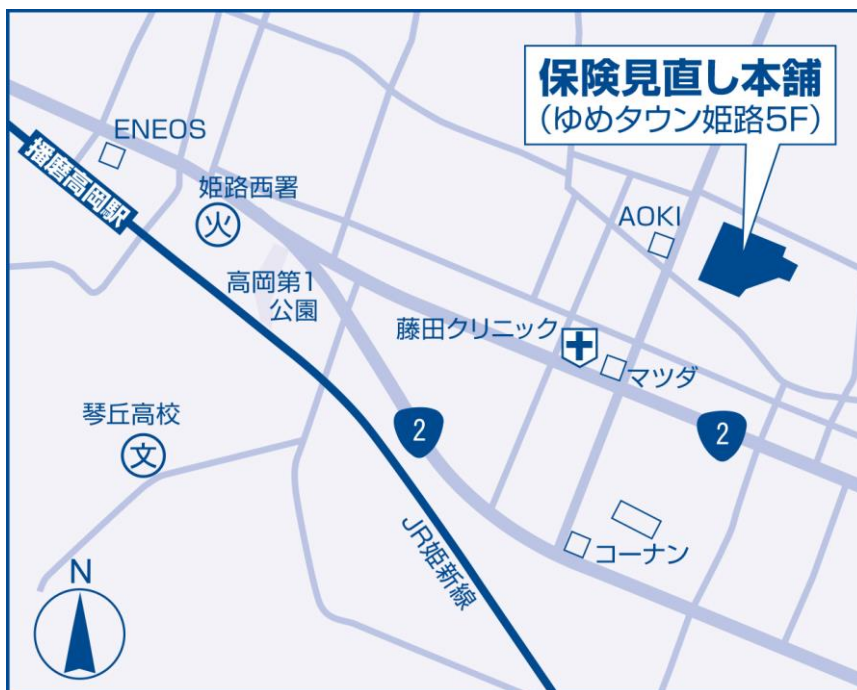 保険見直し本舗
(ゆめタウン姫路5F)
ENEOS
播磨高岡駅
姫路西署
火
AOKI
高岡第1
公園
藤田クリニック
マツダ
琴丘高校
文
2
2
JR姫新線
コーナン
N